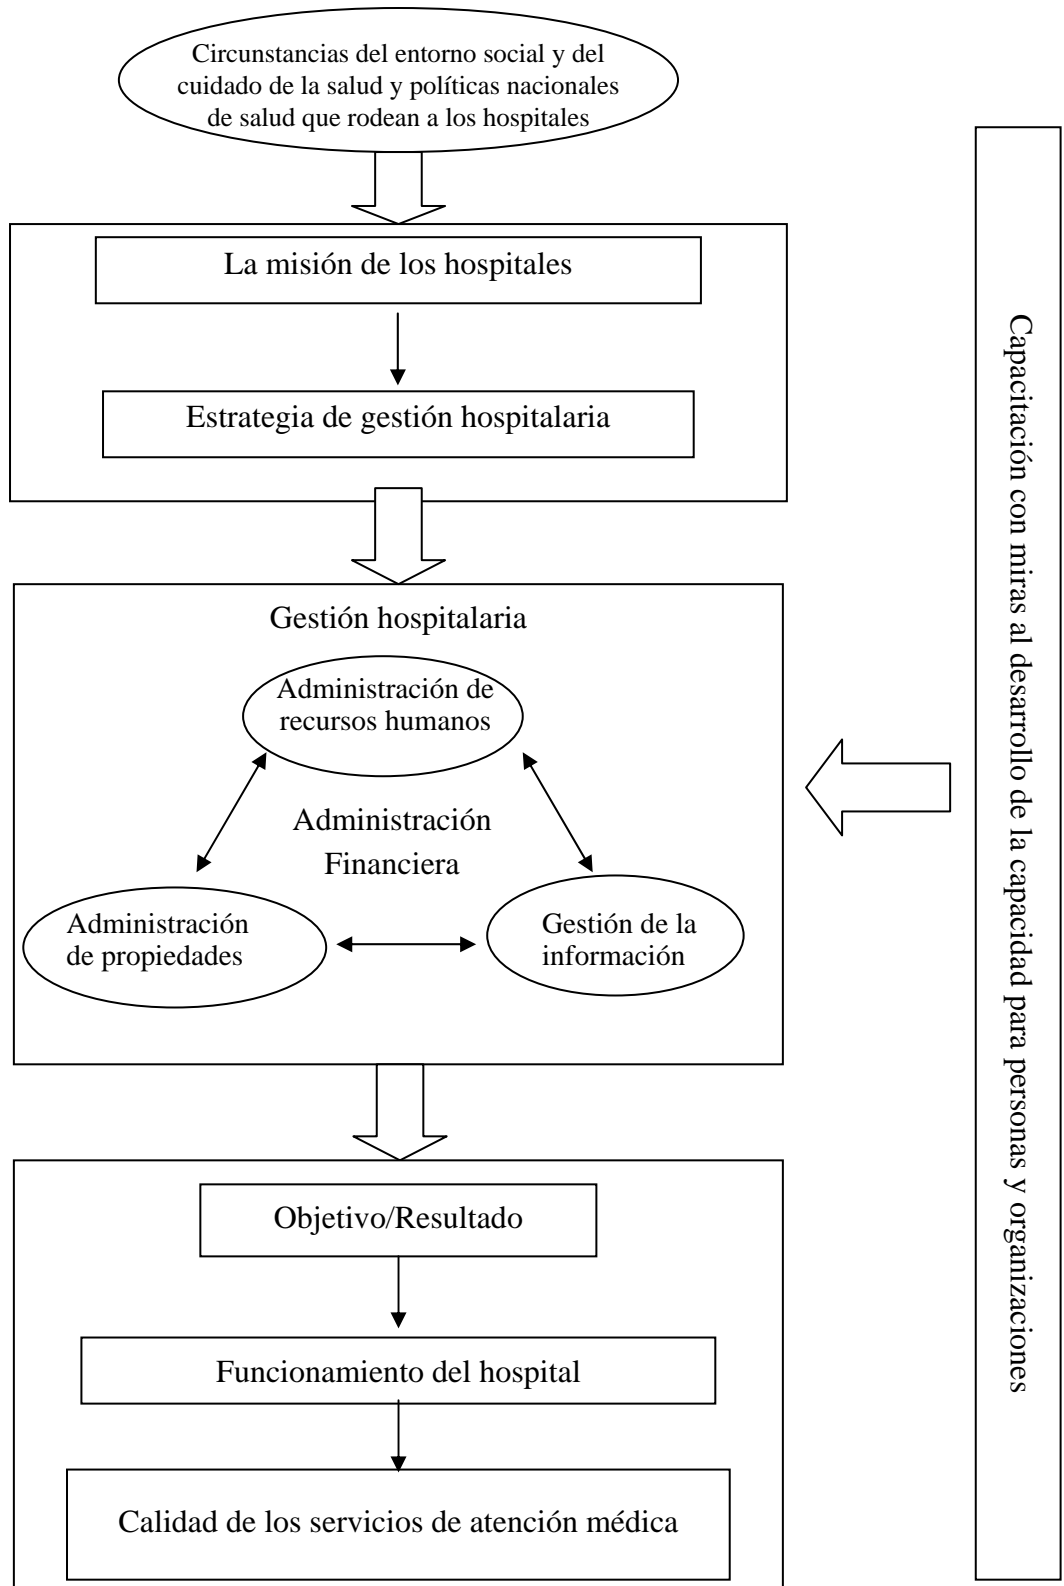 Circunstancias del entorno social y del
cuidado de la salud y políticas nacionales
de salud que rodean a los hospitales
La misión de los hospitales
Estrategia de gestión hospitalaria
Gestión hospitalaria
Administración de
recursos humanos
Administración
Financiera
Administración
de propiedades
Gestión de la
información
Objetivo/Resultado
Funcionamiento del hospital
Calidad de los servicios de atención médica
Capacitación con miras al desarrollo de la capacidad para personas y organizaciones